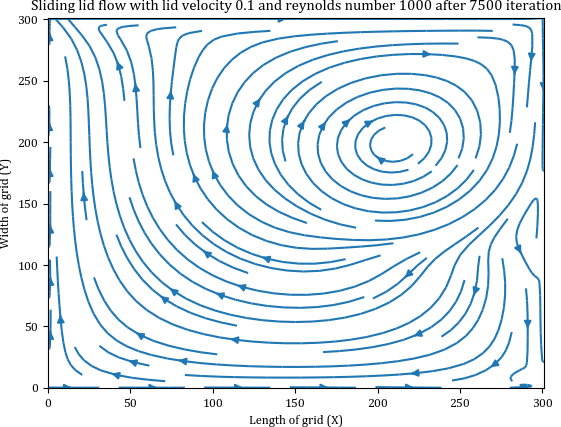 Sliding lid flow with lid velocity 0.1 and reynolds number 1000 after 7500 iteration
300
250
200
150
100
50
0
Width of grid (Y)
0 50 100 150 200 250 300
Length of grid (X)